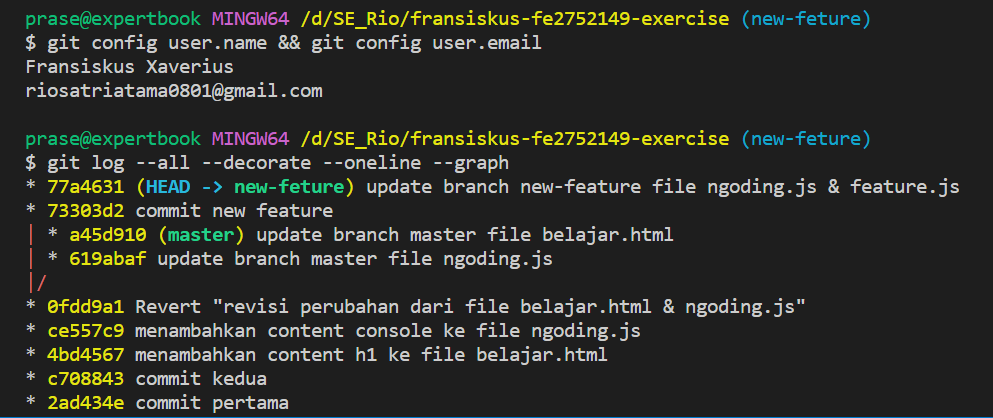 prase@expertbook MINGW64 /d/SE_Rio/fransiskus-fe2752149-exercise (new-feture)
$ git config user.name && git config user.email
Fransiskus Xaverius
riosatriatama0801@gmail.com
prase@expertbook MINGW64 /d/SE_Rio/fransiskus-fe2752149-exercise (new-feture)
$ git log --all --decorate --oneline --graph
* 77a4631 (HEAD -> new-feture) update branch new-feature file ngoding.js & feature.js
* 73303d2 commit new feature
| * a45d910 (master) update branch master file belajar.html
| * 619abaf update branch master file ngoding.js
|/
* 0fdd9a1 Revert "revisi perubahan dari file belajar.html & ngoding.js"
* ce557c9 menambahkan content console ke file ngoding.js
* 4bd4567 menambahkan content h1 ke file belajar.html
* c708843 commit kedua
* 2ad434e commit pertama